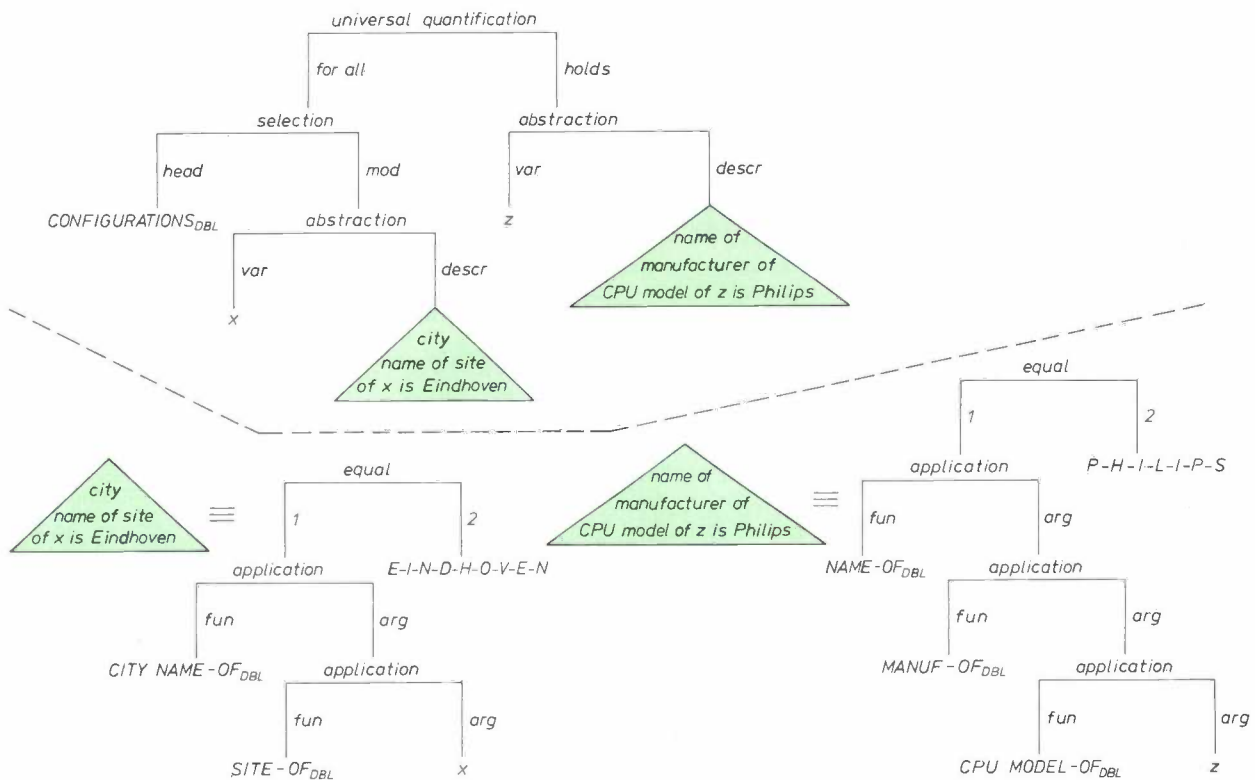 universal quantification
for all
holds
selection
abstraction
head
mod
var
descr
CONFIGURATIONS_DBL
abstraction
z
name of
manufacturer of
CPU model of z is Philips
var
descr
x
city
name of site
of x is Eindhoven
equal
1
2
application
P-H-I-L-I-P-S
fun
arg
NAME-OF_DBL
application
fun
arg
MANUF-OF_DBL
application
fun
arg
CPU MODEL-OF_DBL
z
city
name of site
of x is Eindhoven
≡
equal
1
2
application
E-I-N-D-H-O-V-E-N
fun
arg
CITY NAME-OF_DBL
application
fun
arg
SITE-OF_DBL
x
name of
manufacturer of
CPU model of z is Philips
≡